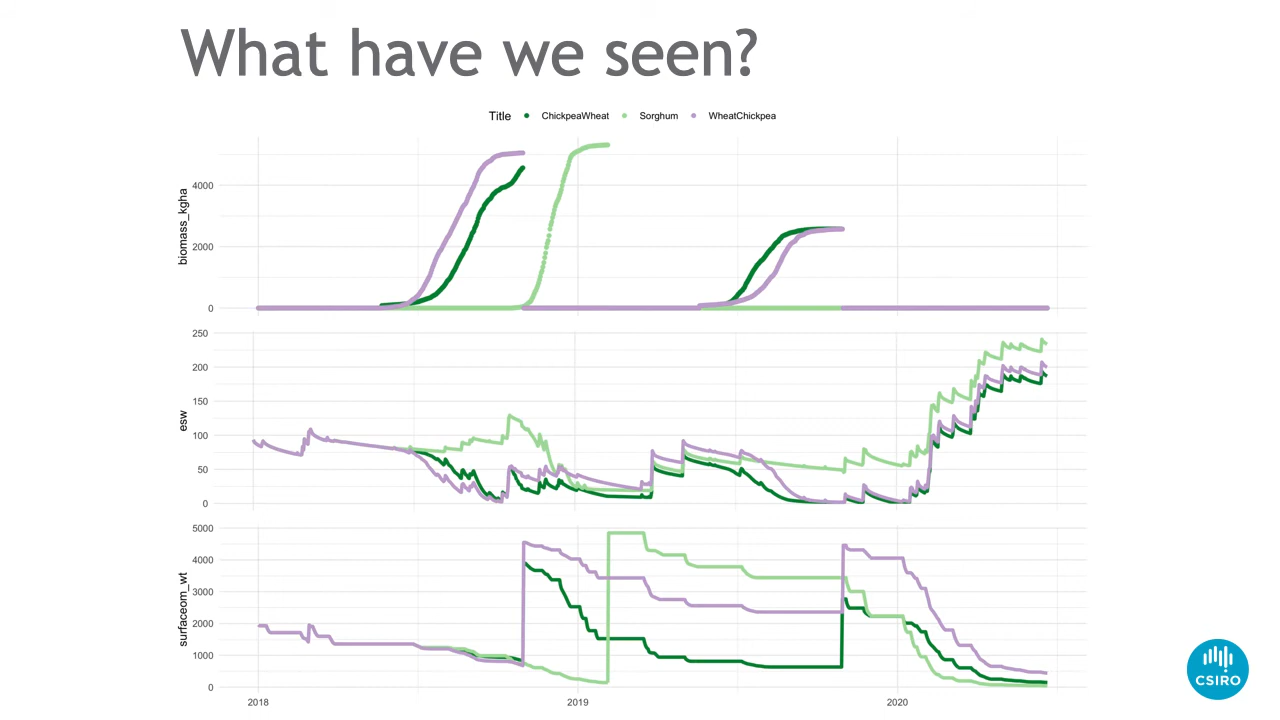 What have we seen?
Title ChickpeaWheat Sorghum WheatChickpea
biomass_kgha
4000
2000
0
esw
250
200
150
100
50
0
surfaceom_wt
5000
4000
3000
2000
1000
0
2018 2019 2020
CSIRO